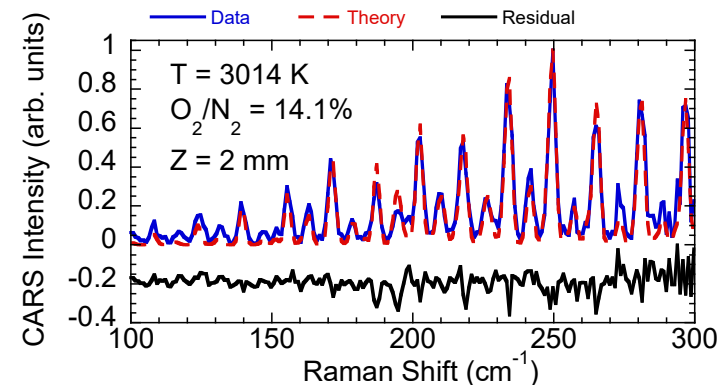 Data Theory Residual
T = 3014 K
O2/N2 = 14.1%
Z = 2 mm
CARS Intensity (arb. units)
1
0.8
0.6
0.4
0.2
0
-0.2
-0.4
100 150 200 250 300
Raman Shift (cm-1)